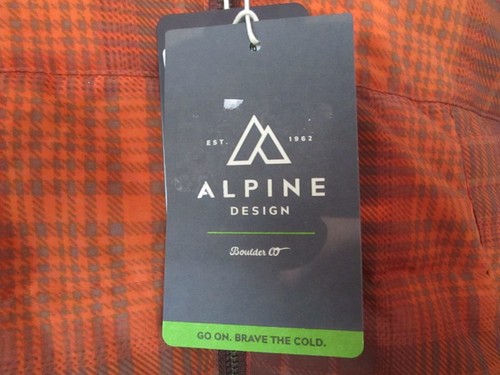 EST. 1962
ALPINE
DESIGN
Boulder CO
GO ON. BRAVE THE COLD.